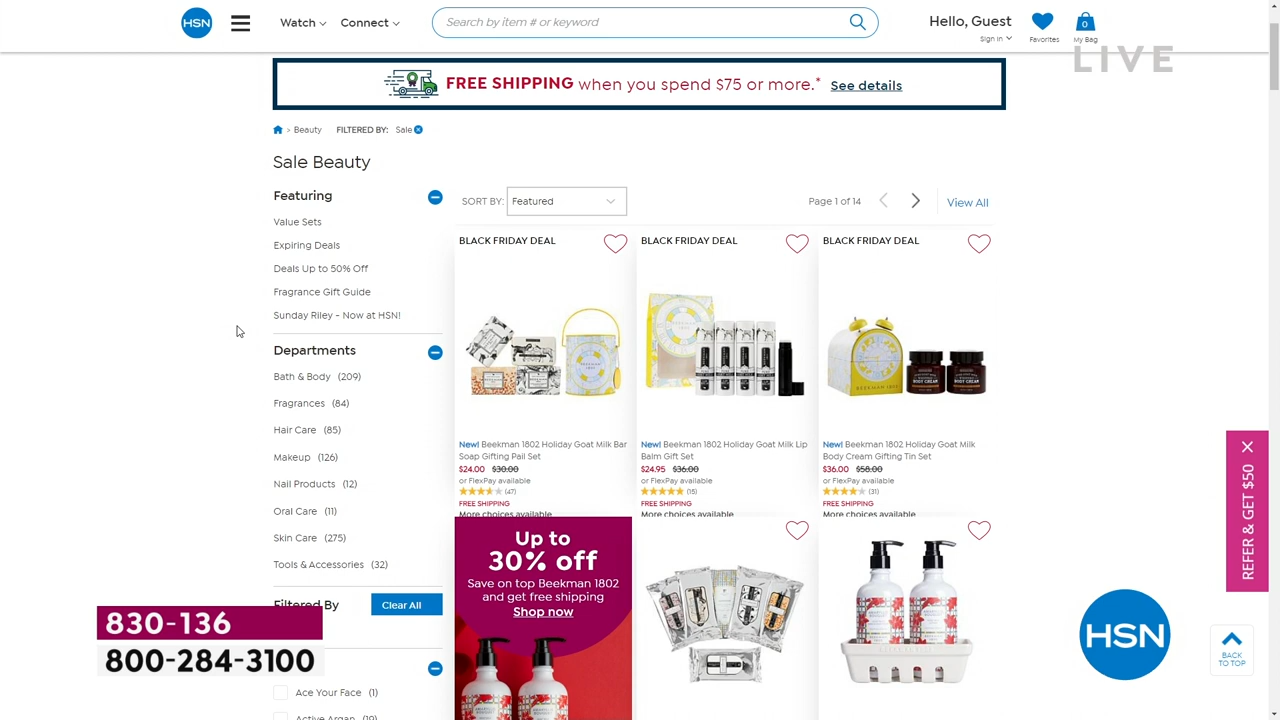 HSN
Watch
Connect
Search by item # or keyword
Hello, Guest
Sign In
Favorites
0
My Bag
LIVE
FREE SHIPPING when you spend $75 or more.* See details
> Beauty FILTERED BY: Sale
Sale Beauty
Featuring
Value Sets
Expiring Deals
Deals Up to 50% Off
Fragrance Gift Guide
Sunday Riley - Now at HSN!
Departments
Bath & Body (209)
Fragrances (84)
Hair Care (85)
Makeup (126)
Nail Products (12)
Oral Care (11)
Skin Care (275)
Tools & Accessories (32)
Filtered By
Clear All
830-136
800-284-3100
Ace Your Face (1)
Active Argan (19)
SORT BY: Featured
Page 1 of 14
View All
BLACK FRIDAY DEAL
New! Beekman 1802 Holiday Goat Milk Bar
Soap Gifting Pail Set
$24.00 $30.00
or FlexPay available
(47)
FREE SHIPPING
More choices available
BLACK FRIDAY DEAL
New! Beekman 1802 Holiday Goat Milk Lip
Balm Gift Set
$24.95 $36.00
or FlexPay available
(15)
FREE SHIPPING
More choices available
BLACK FRIDAY DEAL
BEEKMAN 1802
BODY CREAM
BODY CREAM
New! Beekman 1802 Holiday Goat Milk
Body Cream Gifting Tin Set
$36.00 $58.00
or FlexPay available
(31)
FREE SHIPPING
More choices available
Up to
30% off
Save on top Beekman 1802
and get free shipping
Shop now
REFER & GET $50
HSN
BACK
TO TOP